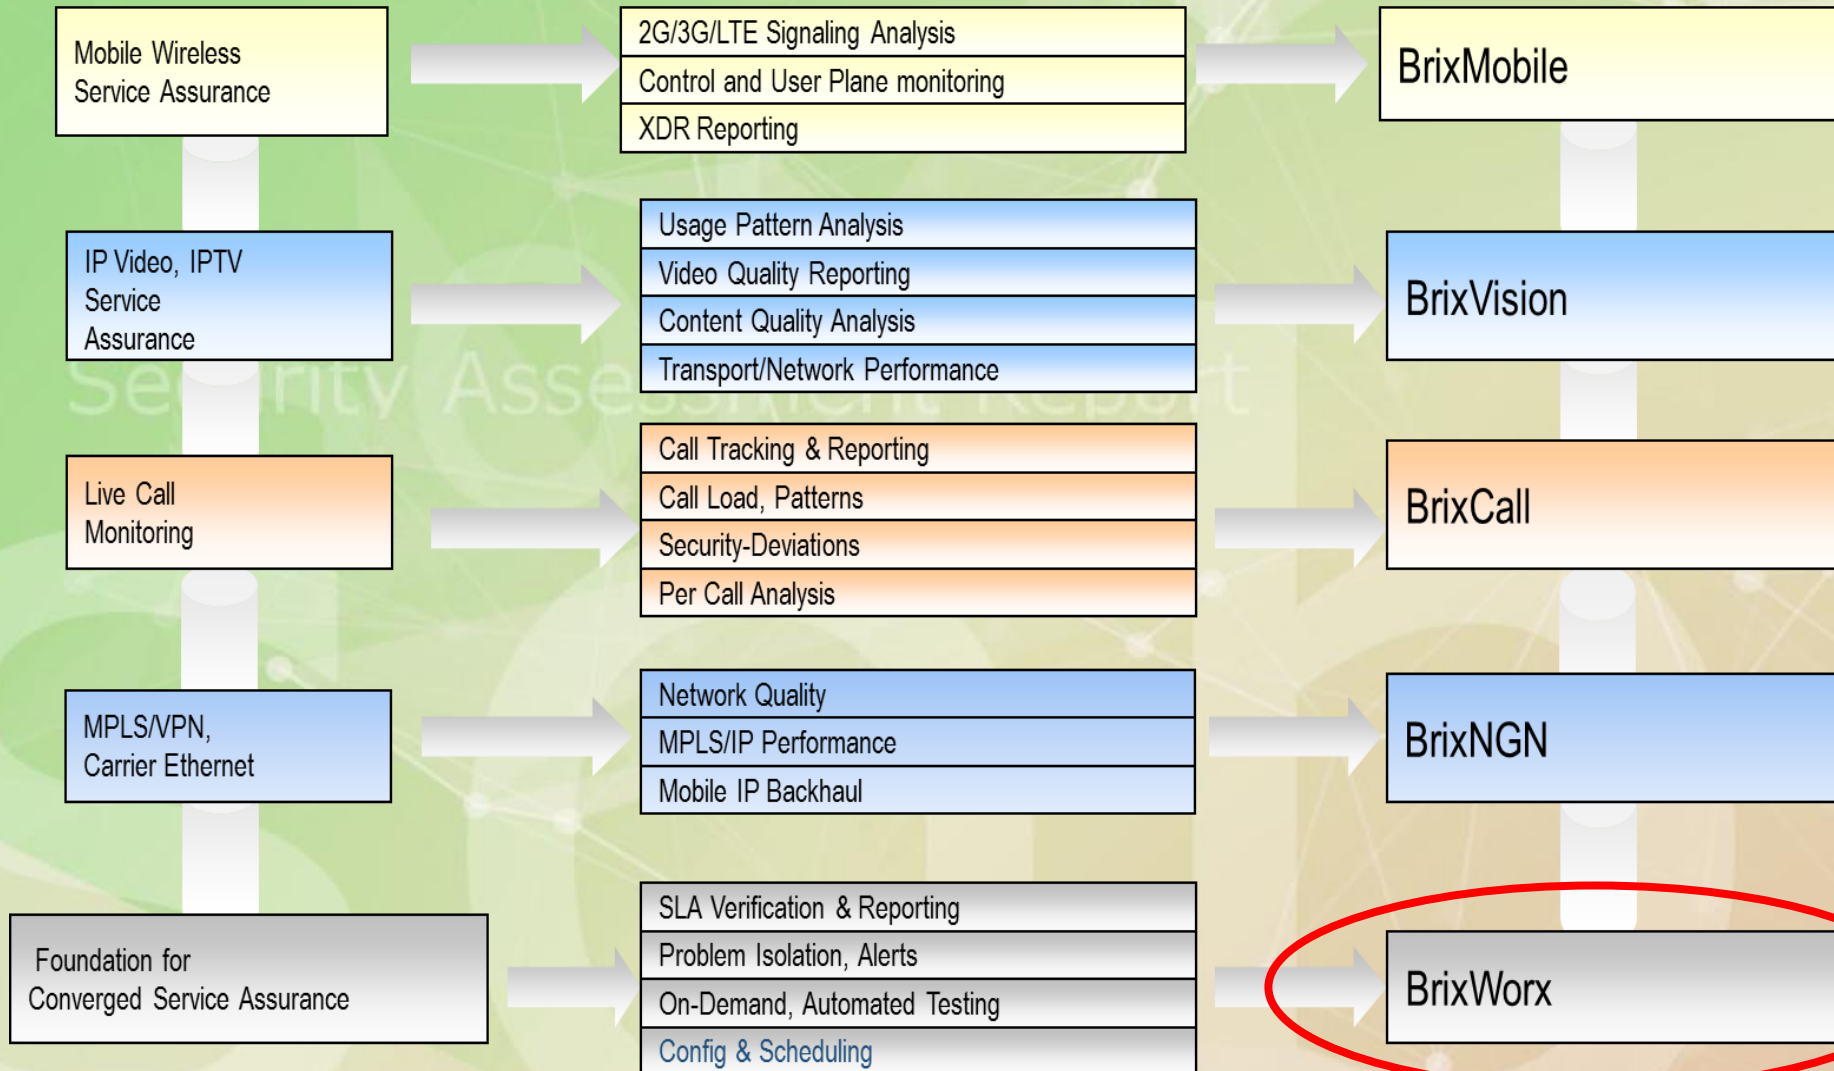 Mobile Wireless
Service Assurance
2G/3G/LTE Signaling Analysis
Control and User Plane monitoring
XDR Reporting
BrixMobile
IP Video, IPTV
Service
Assurance
Usage Pattern Analysis
Video Quality Reporting
Content Quality Analysis
Transport/Network Performance
BrixVision
Security Assessment Report
Live Call
Monitoring
Call Tracking & Reporting
Call Load, Patterns
Security-Deviations
Per Call Analysis
BrixCall
MPLS/VPN,
Carrier Ethernet
Network Quality
MPLS/IP Performance
Mobile IP Backhaul
BrixNGN
Foundation for
Converged Service Assurance
SLA Verification & Reporting
Problem Isolation, Alerts
On-Demand, Automated Testing
Config & Scheduling
BrixWorx